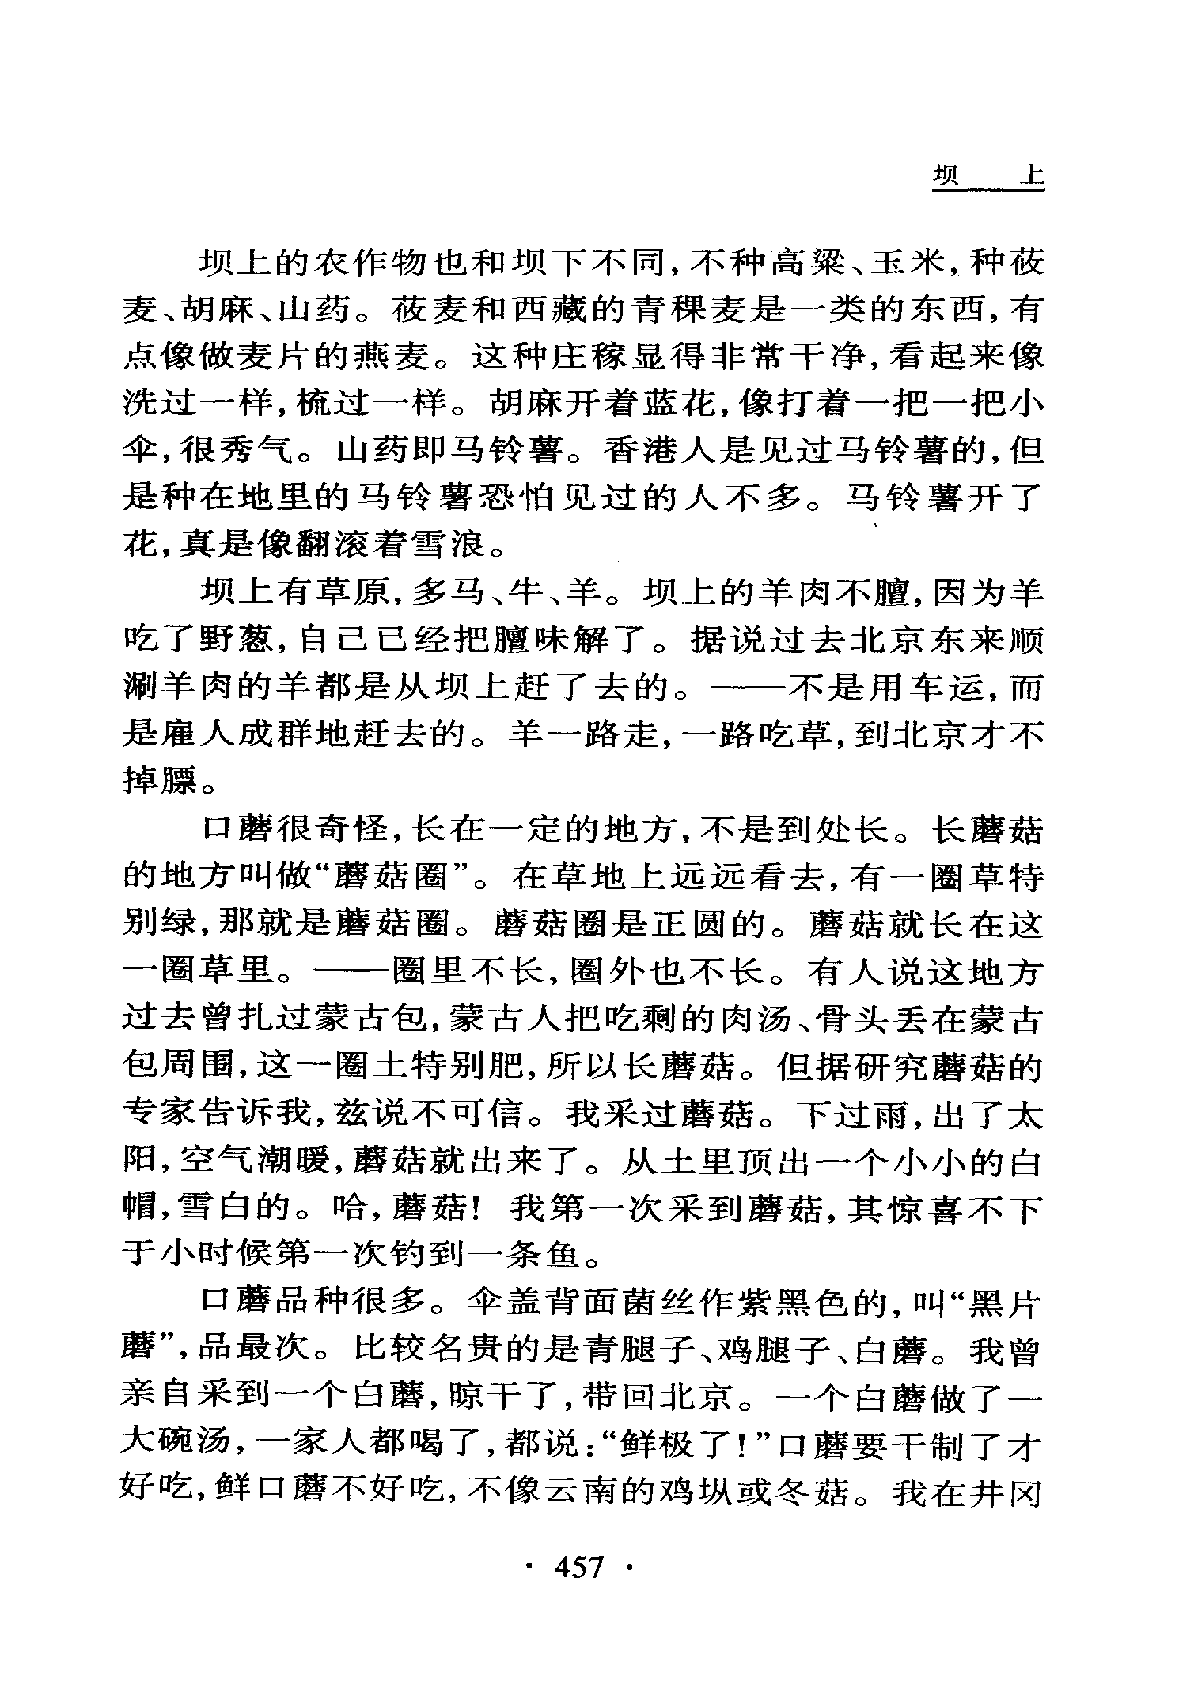 坝 上
坝上的农作物也和坝下不同,不种高粱、玉米,种莜
麦、胡麻、山药。莜麦和西藏的青稞麦是一类的东西,有
点像做麦片的燕麦。这种庄稼显得非常干净,看起来像
洗过一样,梳过一样。胡麻开着蓝花,像打着一把一把小
伞,很秀气。山药即马铃薯。香港人是见过马铃薯的,但
是种在地里的马铃薯恐怕见过的人不多。马铃薯开了
花,真是像翻滚着雪浪。
坝上有草原,多马、牛、羊。坝上的羊肉不膻,因为羊
吃了野葱,自己已经把膻味解了。据说过去北京东来顺
涮羊肉的羊都是从坝上赶了去的。——不是用车运,而
是雇人成群地赶去的。羊一路走,一路吃草,到北京才不
掉膘。
口蘑很奇怪,长在一定的地方,不是到处长。长蘑菇
的地方叫做“蘑菇圈”。在草地上远远看去,有一圈草特
别绿,那就是蘑菇圈。蘑菇圈是正圆的。蘑菇就长在这
一圈草里。——圈里不长,圈外也不长。有人说这地方
过去曾扎过蒙古包,蒙古人把吃剩的肉汤、骨头丢在蒙古
包周围,这一圈土特别肥,所以长蘑菇。但据研究蘑菇的
专家告诉我,兹说不可信。我采过蘑菇。下过雨,出了太
阳,空气潮暖,蘑菇就出来了。从土里顶出一个小小的白
帽,雪白的。哈,蘑菇!我第一次采到蘑菇,其惊喜不下
于小时候第一次钓到一条鱼。
口蘑品种很多。伞盖背面菌丝作紫黑色的,叫“黑片
蘑”,品最次。比较名贵的是青腿子、鸡腿子、白蘑。我曾
亲自采到一个白蘑,晾干了,带回北京。一个白蘑做了一
大碗汤,一家人都喝了,都说:“鲜极了!”口蘑要干制了才
好吃,鲜口蘑不好吃,不像云南的鸡㙡或冬菇。我在井冈
· 457 ·